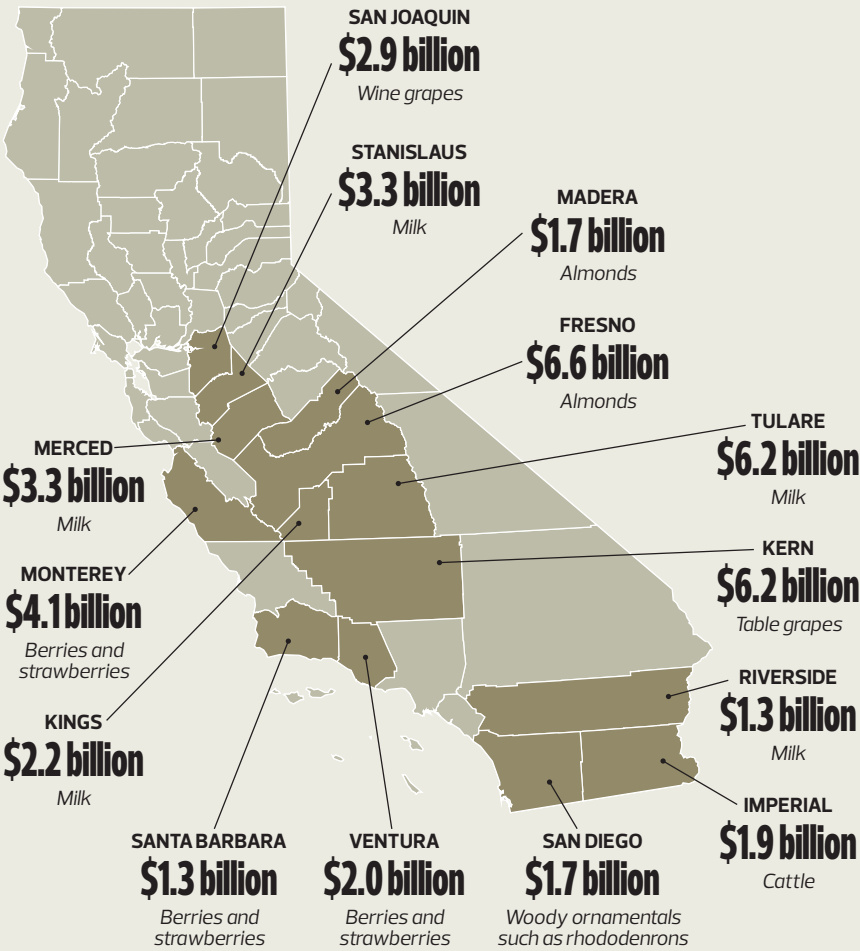 SAN JOAQUIN
$2.9 billion
Wine grapes
STANISLAUS
$3.3 billion
Milk
MADERA
$1.7 billion
Almonds
FRESNO
$6.6 billion
Almonds
TULARE
$6.2 billion
Milk
MERCED
$3.3 billion
Milk
KERN
$6.2 billion
Table grapes
MONTEREY
$4.1 billion
Berries and
strawberries
RIVERSIDE
$1.3 billion
Milk
KINGS
$2.2 billion
Milk
IMPERIAL
$1.9 billion
Cattle
SANTA BARBARA
$1.3 billion
Berries and
strawberries
VENTURA
$2.0 billion
Berries and
strawberries
SAN DIEGO
$1.7 billion
Woody ornamentals
such as rhododenrons